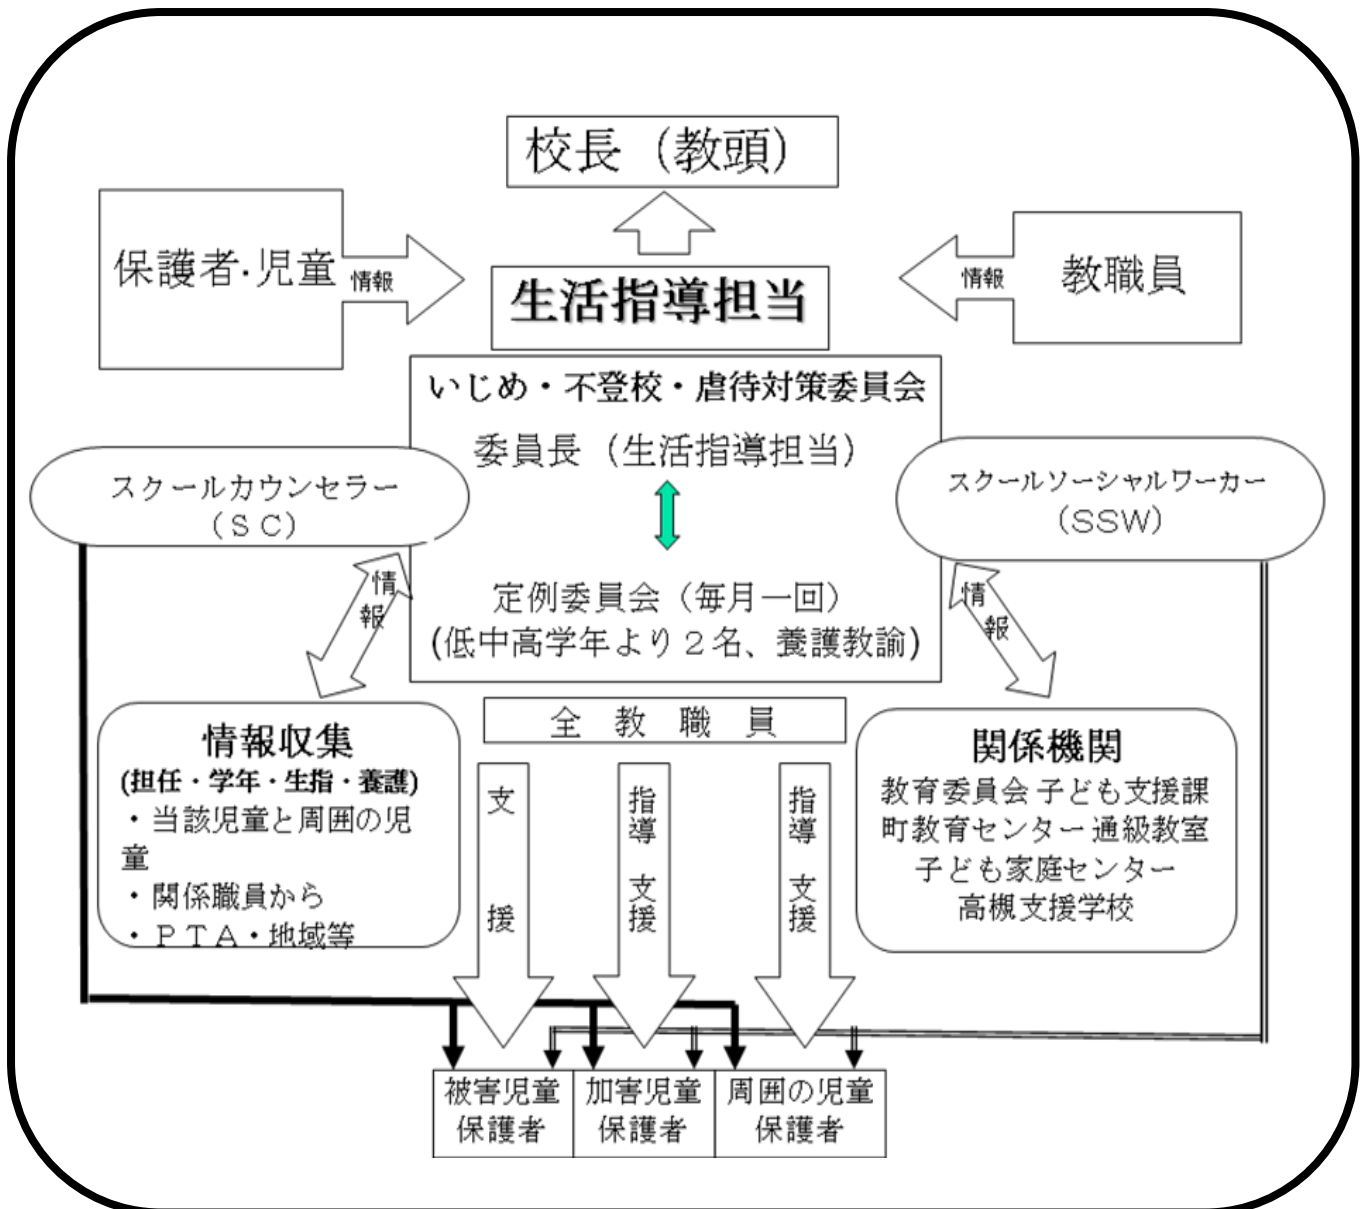 校長（教頭）
保護者·児童
情報
生活指導担当
情報
教職員
いじめ・不登校・虐待対策委員会
委員長（生活指導担当）
スクールカウンセラー
（ＳＣ）
スクールソーシャルワーカー
（SSW）
定例委員会（毎月一回）
(低中高学年より２名、養護教諭)
情
報
情
報
全教職員
情報収集
(担任・学年・生指・養護)
・当該児童と周囲の児
童
・関係職員から
・ＰＴＡ・地域等
支援
指導支援
指導支援
関係機関
教育委員会 子ども支援課
町教育センター 通級教室
子ども家庭センター
高槻支援学校
被害児童
保護者
加害児童
保護者
周囲の児童
保護者